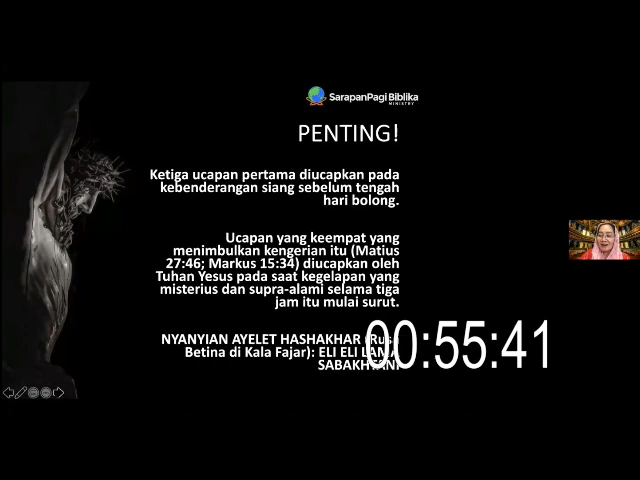 SarapanPagi Biblika
MINISTRY
PENTING!
Ketiga ucapan pertama diucapkan pada
kebenderangan siang sebelum tengah
hari bolong.
Ucapan yang keempat yang
menimbulkan kengerian itu (Matius
27:46; Markus 15:34) diucapkan oleh
Tuhan Yesus pada saat kegelapan yang
misterius dan supra-alami selama tiga
jam itu mulai surut.
NYANYIAN AYELET HASHAKHAR (Rusa
Betina di Kala Fajar): ELI ELI LAMA
00:55:41